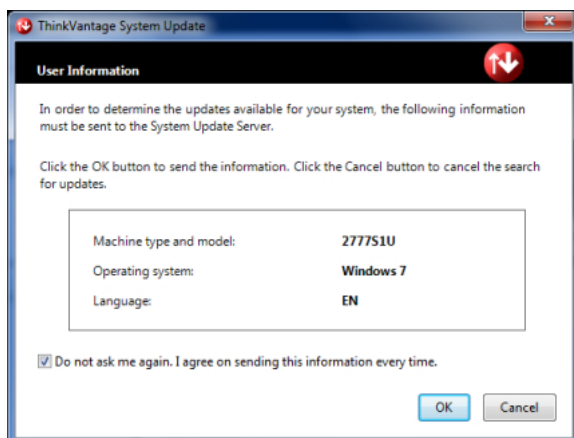 ThinkVantage System Update
User Information
In order to determine the updates available for your system, the following information
must be sent to the System Update Server.
Click the OK button to send the information. Click the Cancel button to cancel the search
for updates.
Machine type and model: 2777S1U
Operating system: Windows 7
Language: EN
Do not ask me again. I agree on sending this information every time.
OK Cancel